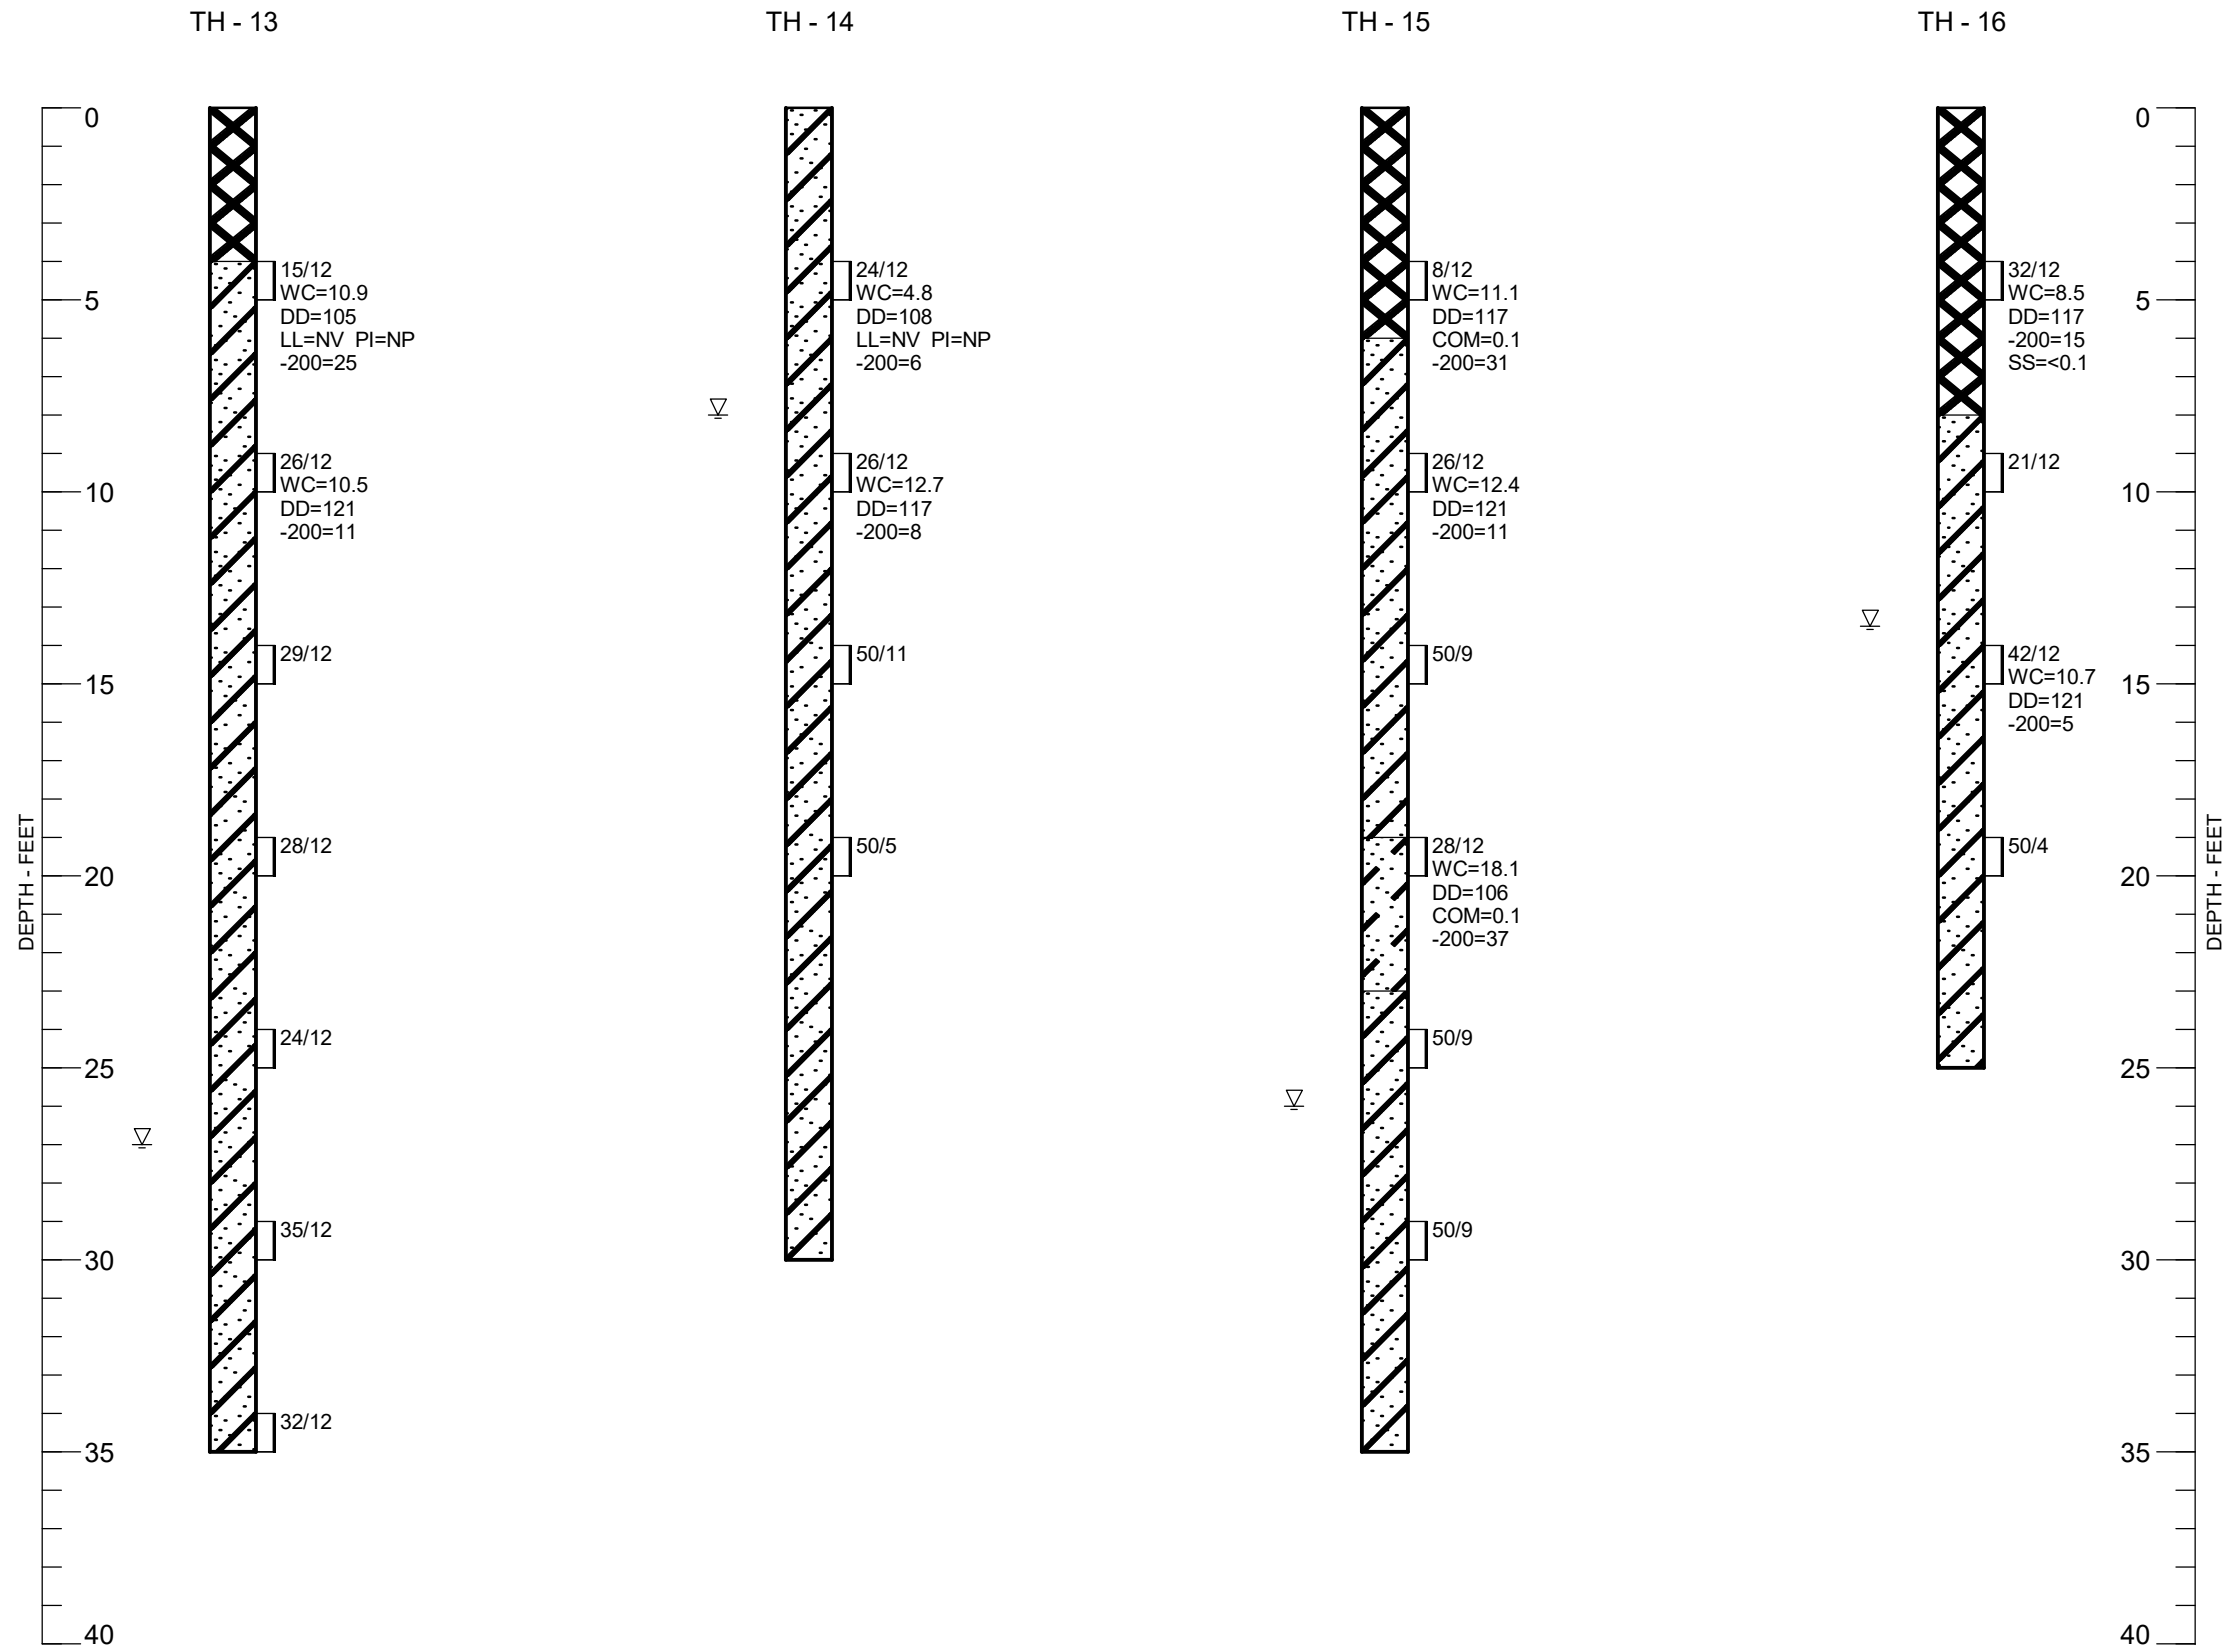 TH - 13
TH - 14
TH - 15
TH - 16
DEPTH - FEET
0
5
10
15
20
25
30
35
40
15/12
WC=10.9
DD=105
LL=NV PI=NP
-200=25
26/12
WC=10.5
DD=121
-200=11
29/12
28/12
24/12
35/12
32/12
24/12
WC=4.8
DD=108
LL=NV PI=NP
-200=6
26/12
WC=12.7
DD=117
-200=8
50/11
50/5
8/12
WC=11.1
DD=117
COM=0.1
-200=31
26/12
WC=12.4
DD=121
-200=11
50/9
28/12
WC=18.1
DD=106
COM=0.1
-200=37
50/9
50/9
32/12
WC=8.5
DD=117
-200=15
SS=<0.1
21/12
42/12
WC=10.7
DD=121
-200=5
50/4
0
5
10
15
20
25
30
35
40
DEPTH - FEET